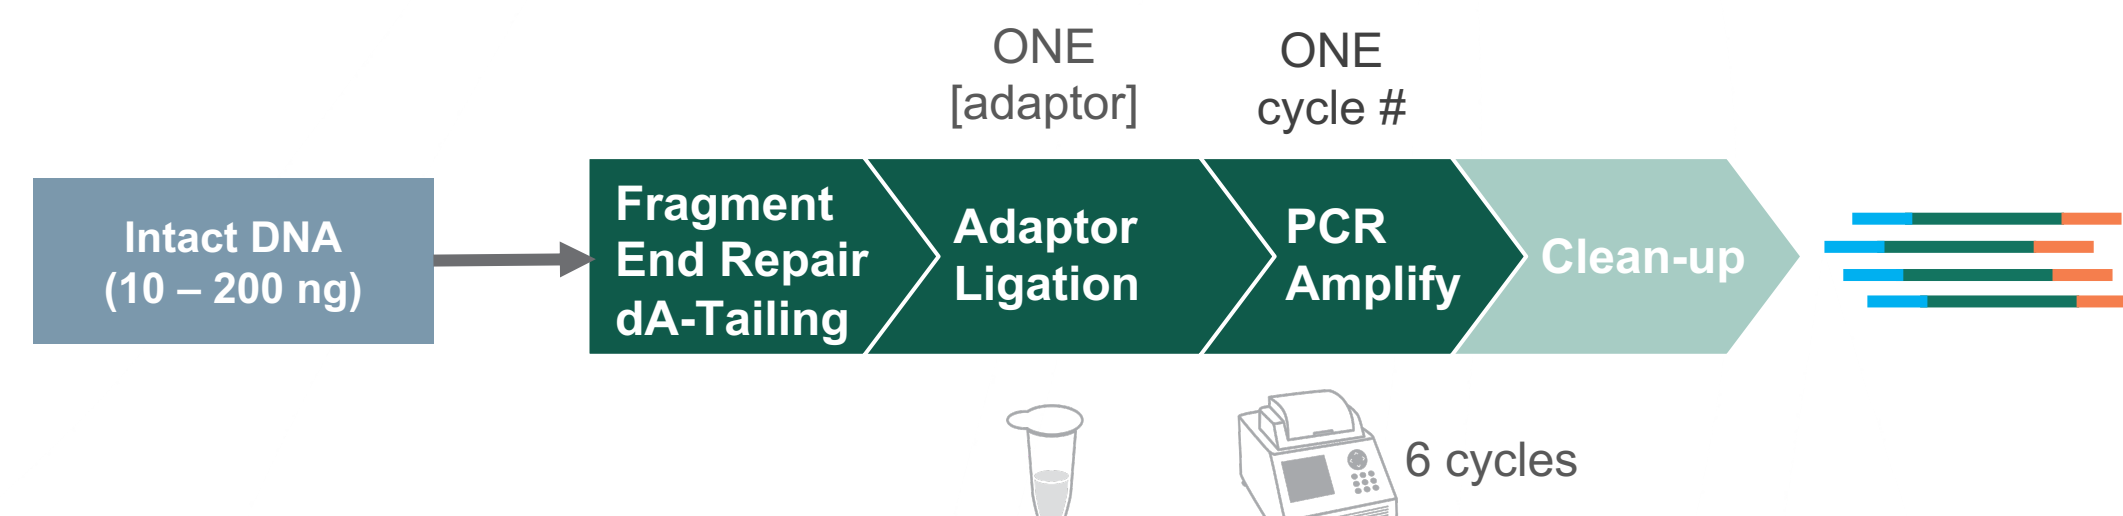 ONE
[adaptor]
ONE
cycle #
Intact DNA
(10 – 200 ng)
Fragment
End Repair
dA-Tailing
Adaptor
Ligation
PCR
Amplify
Clean-up
6 cycles